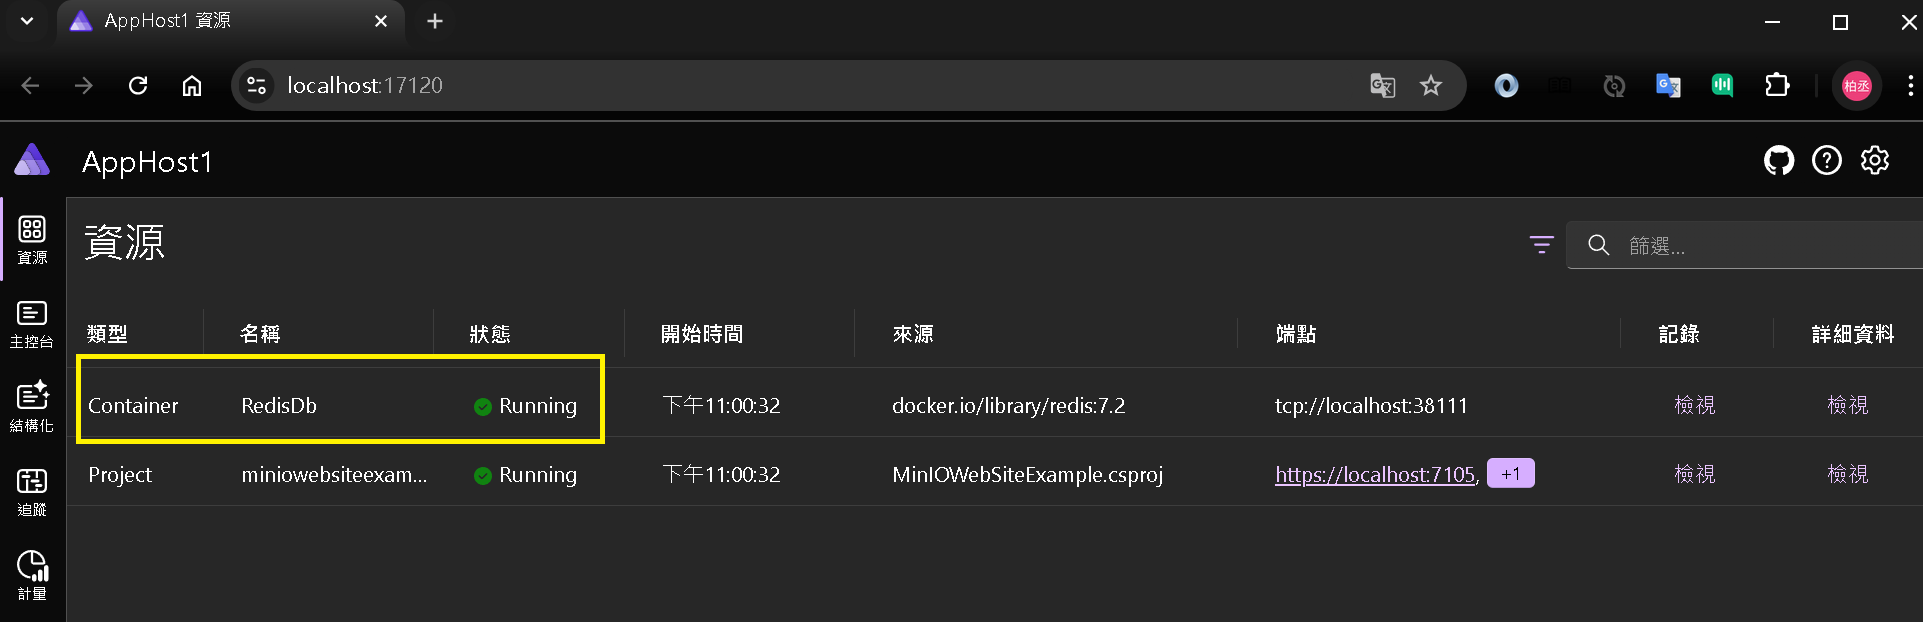 AppHost1 資源
localhost:17120
柏丞
AppHost1
資源
篩選...
資源
主控台
結構化
追蹤
計量
類型 名稱 狀態 開始時間 來源 端點 記錄 詳細資料
Container RedisDb Running 下午11:00:32 docker.io/library/redis:7.2 tcp://localhost:38111 檢視 檢視
Project miniowebsiteexam... Running 下午11:00:32 MinIOWebSiteExample.csproj https://localhost:7105, +1 檢視 檢視